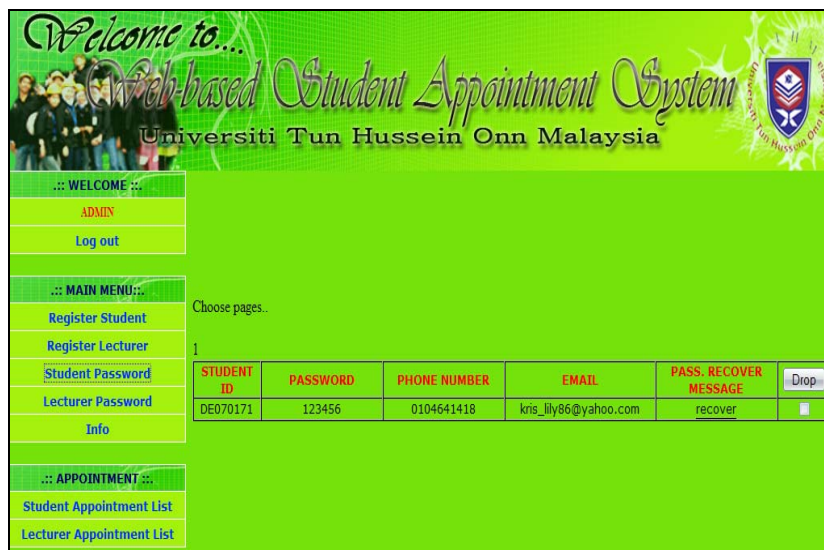 Welcome to....
Web-based Student Appointment System
Universiti Tun Hussein Onn Malaysia
.:: WELCOME ::.
ADMIN
Log out
.:: MAIN MENU::.
Register Student
Register Lecturer
Student Password
Lecturer Password
Info
.:: APPOINTMENT ::.
Student Appointment List
Lecturer Appointment List
Choose pages..
1
STUDENT ID PASSWORD PHONE NUMBER EMAIL PASS. RECOVER MESSAGE Drop
DE070171 123456 0104641418 kris_lily86@yahoo.com recover